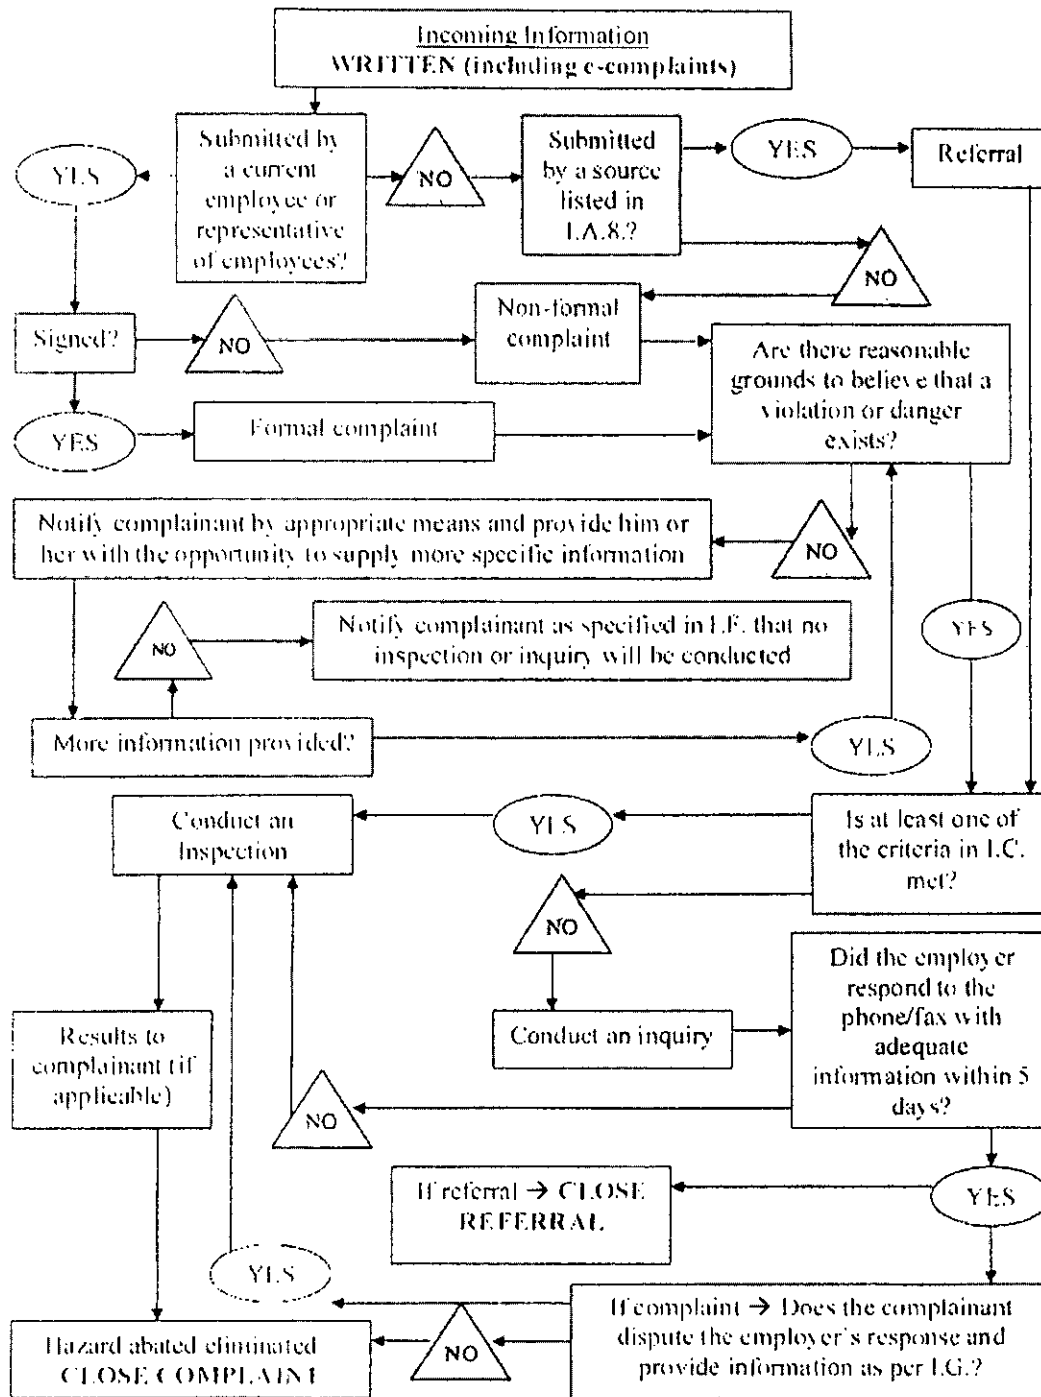 Incoming Information
WRITTEN (including e-complaints)
Submitted by
a current
employee or
representative
of employees?
NO
Submitted
by a source
listed in
I.A.8.?
YES
Referral
YES
NO
Signed?
NO
Non-formal
complaint
Are there reasonable
grounds to believe that a
violation or danger
exists?
YES
Formal complaint
Notify complainant by appropriate means and provide him or
her with the opportunity to supply more specific information
NO
NO
Notify complainant as specified in I.F. that no
inspection or inquiry will be conducted
YES
More information provided?
YES
Conduct an
Inspection
YES
Is at least one of
the criteria in I.C.
met?
NO
Did the employer
respond to the
phone/fax with
adequate
information within 5
days?
Results to
complainant (if
applicable)
Conduct an inquiry
NO
If referral → CLOSE
REFERRAL
YES
YES
If complaint → Does the complainant
dispute the employer's response and
provide information as per I.G.?
NO
Hazard abated eliminated
CLOSE COMPLAINT